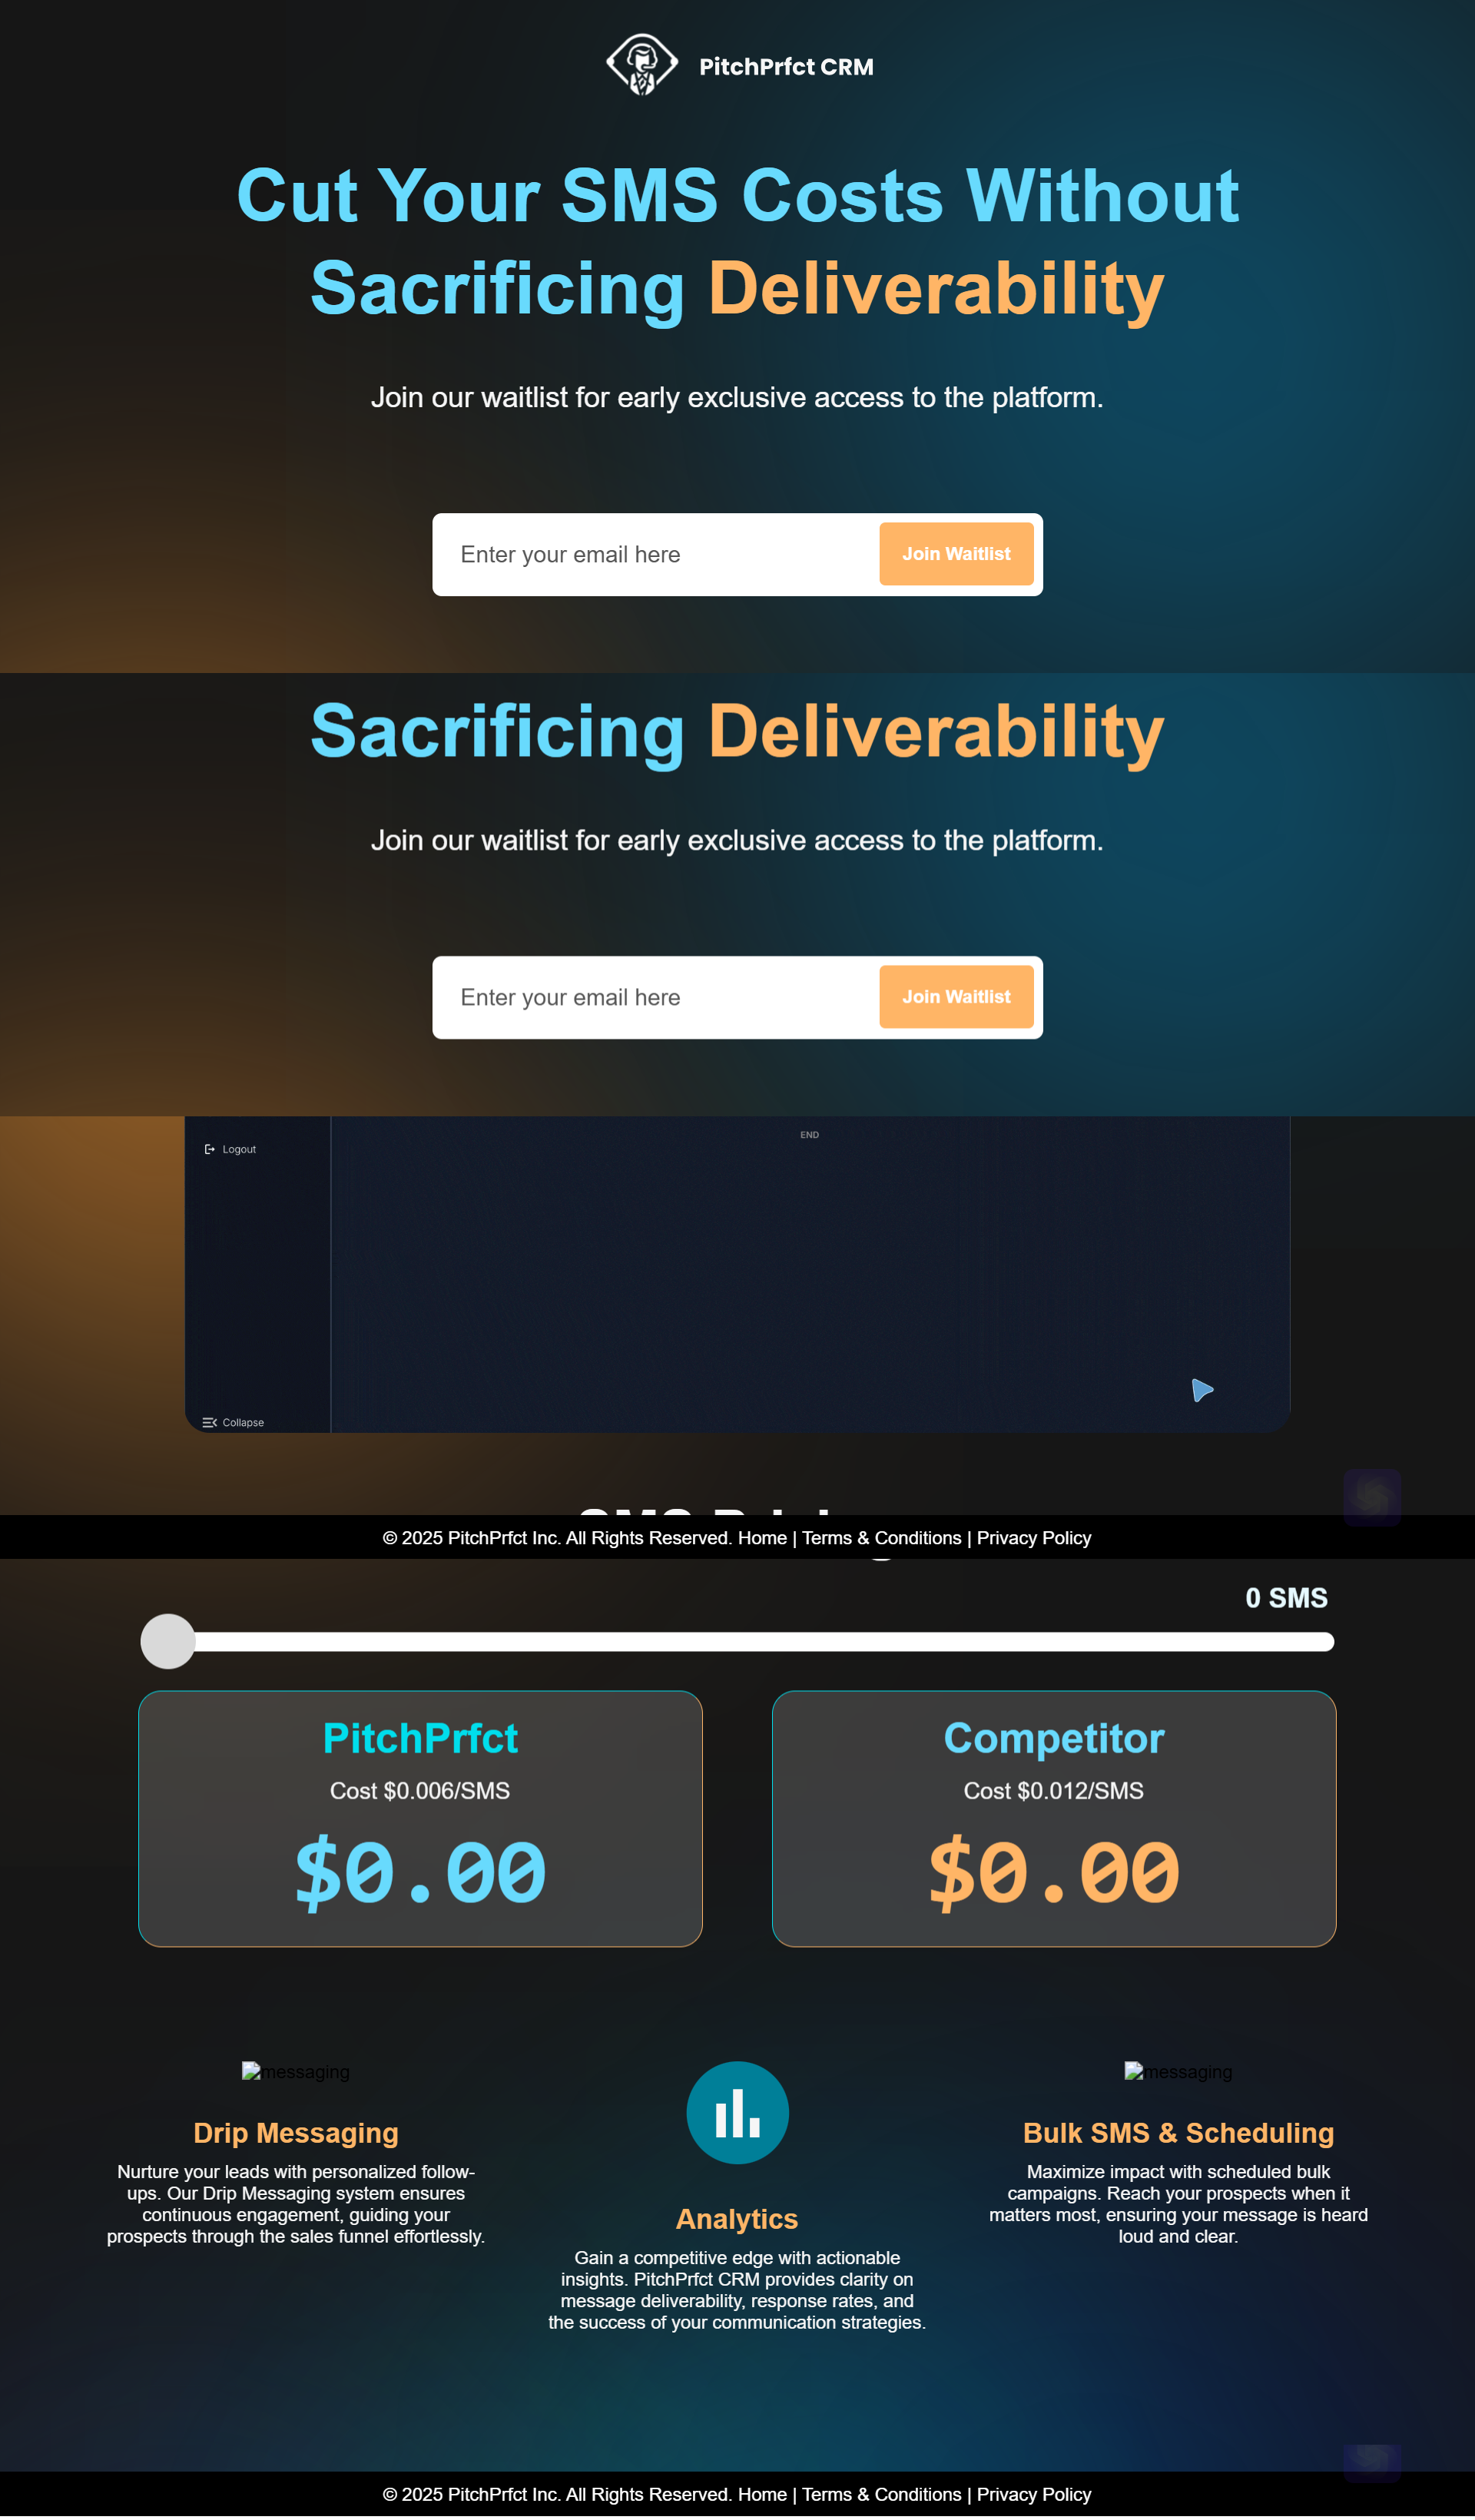 PitchPrfct CRM
Cut Your SMS Costs Without
Sacrificing Deliverability
Join our waitlist for early exclusive access to the platform.
Enter your email here
Join Waitlist
Sacrificing Deliverability
Join our waitlist for early exclusive access to the platform.
Enter your email here
Join Waitlist
END
Logout
Collapse
© 2025 PitchPrfct Inc. All Rights Reserved. Home | Terms & Conditions | Privacy Policy
0 SMS
PitchPrfct
Cost $0.006/SMS
$0.00
Competitor
Cost $0.012/SMS
$0.00
messaging
Drip Messaging
Nurture your leads with personalized follow-
ups. Our Drip Messaging system ensures
continuous engagement, guiding your
prospects through the sales funnel effortlessly.
Analytics
Gain a competitive edge with actionable
insights. PitchPrfct CRM provides clarity on
message deliverability, response rates, and
the success of your communication strategies.
messaging
Bulk SMS & Scheduling
Maximize impact with scheduled bulk
campaigns. Reach your prospects when it
matters most, ensuring your message is heard
loud and clear.
© 2025 PitchPrfct Inc. All Rights Reserved. Home | Terms & Conditions | Privacy Policy